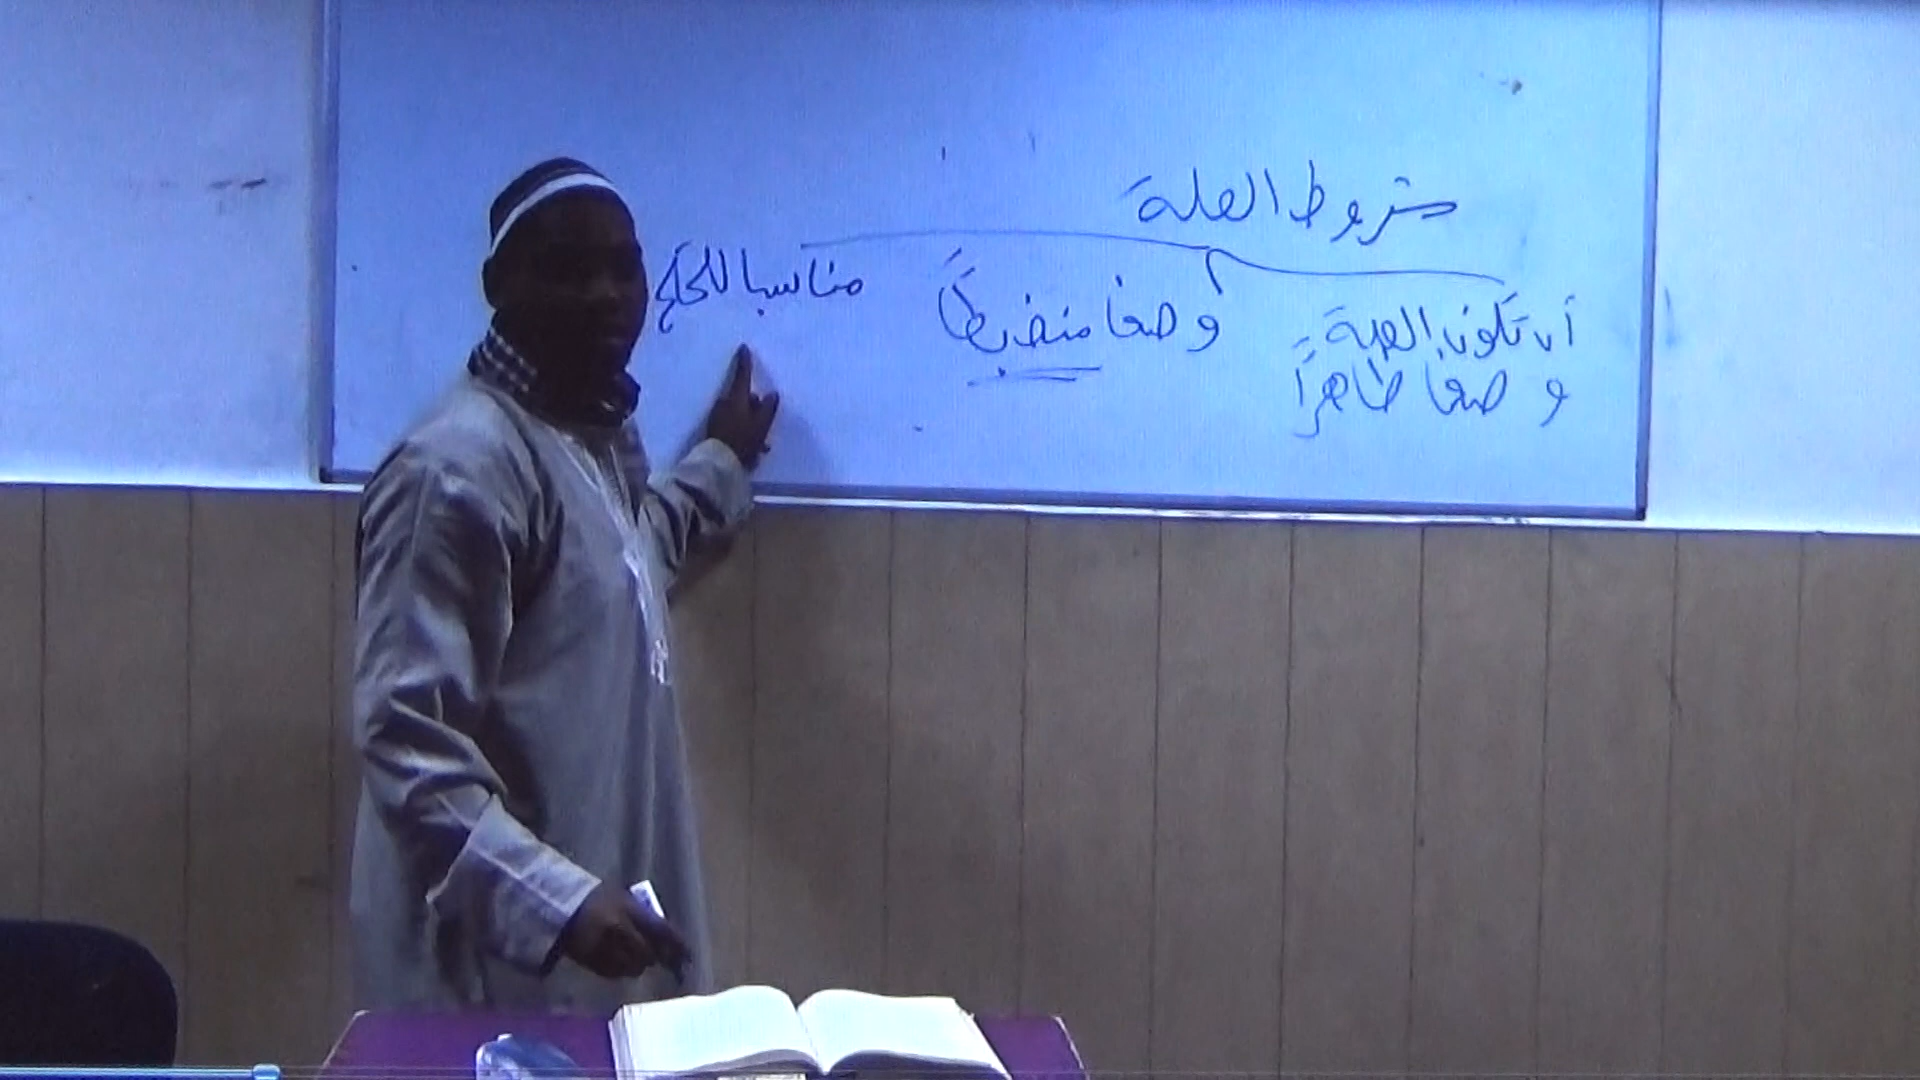 شروط العلة
أن تكون العلة
وصفا ظاهراً
وصفا منضبطاً
مناسبا للحكم